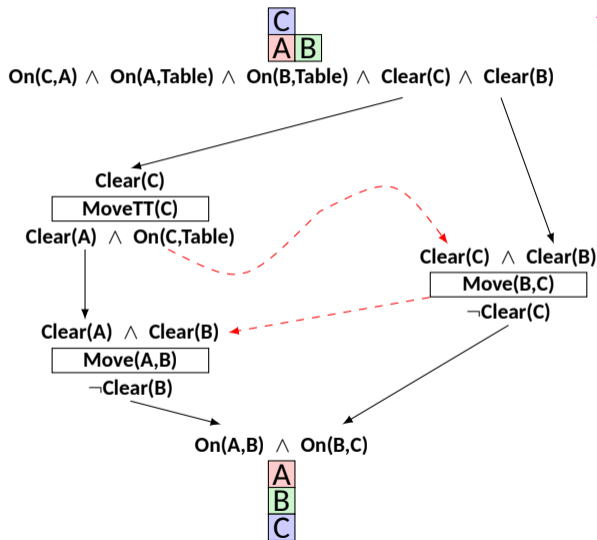 C
A B
On(C,A) ∧ On(A,Table) ∧ On(B,Table) ∧ Clear(C) ∧ Clear(B)
Clear(C)
MoveTT(C)
Clear(A) ∧ On(C,Table)
Clear(C) ∧ Clear(B)
Move(B,C)
¬Clear(C)
Clear(A) ∧ Clear(B)
Move(A,B)
¬Clear(B)
On(A,B) ∧ On(B,C)
A
B
C